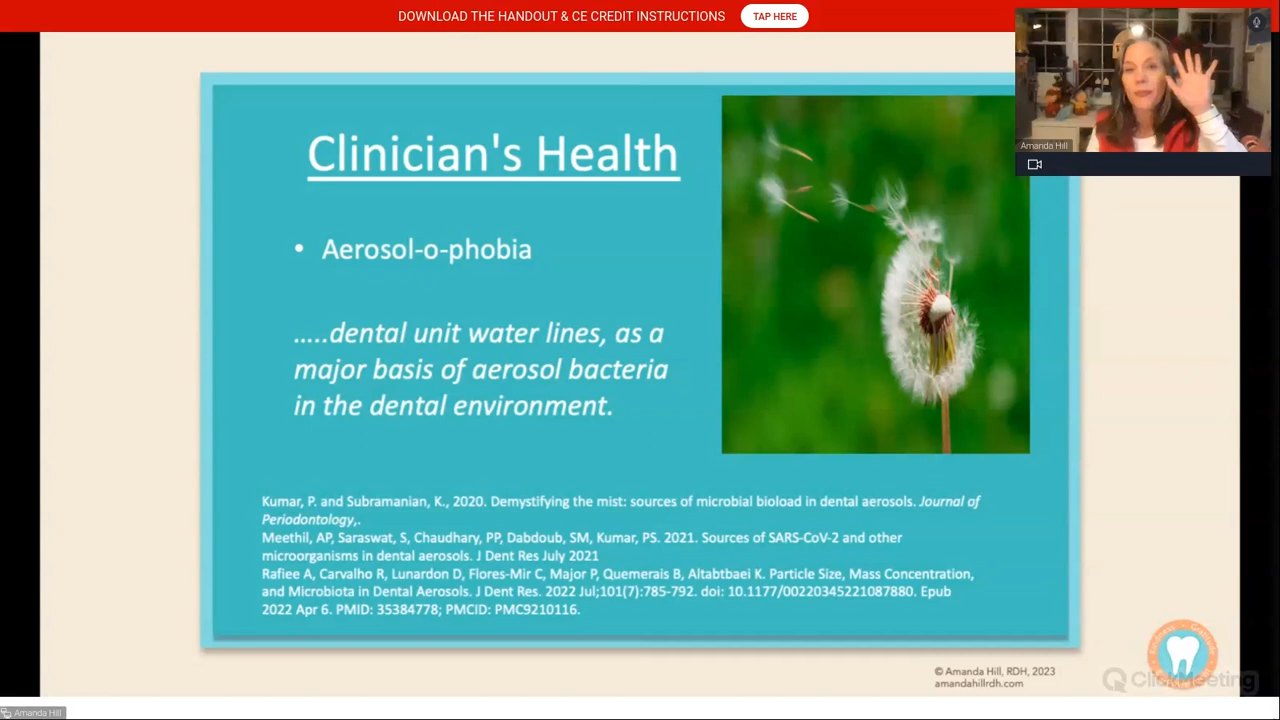 DOWNLOAD THE HANDOUT & CE CREDIT INSTRUCTIONS
TAP HERE
Amanda Hill
Clinician's Health
• Aerosol-o-phobia
…..dental unit water lines, as a
major basis of aerosol bacteria
in the dental environment.
Kumar, P. and Subramanian, K., 2020. Demystifying the mist: sources of microbial bioload in dental aerosols. Journal of
Periodontology,.
Meethil, AP, Saraswat, S, Chaudhary, PP, Dabdoub, SM, Kumar, PS. 2021. Sources of SARS-CoV-2 and other
microorganisms in dental aerosols. J Dent Res July 2021
Rafiee A, Carvalho R, Lunardon D, Flores-Mir C, Major P, Quemerais B, Altabtbaei K. Particle Size, Mass Concentration,
and Microbiota in Dental Aerosols. J Dent Res. 2022 Jul;101(7):785-792. doi: 10.1177/00220345221087880. Epub
2022 Apr 6. PMID: 35384778; PMCID: PMC9210116.
© Amanda Hill, RDH, 2023
amandahillrdh.com
ClickMeeting
Amanda Hill